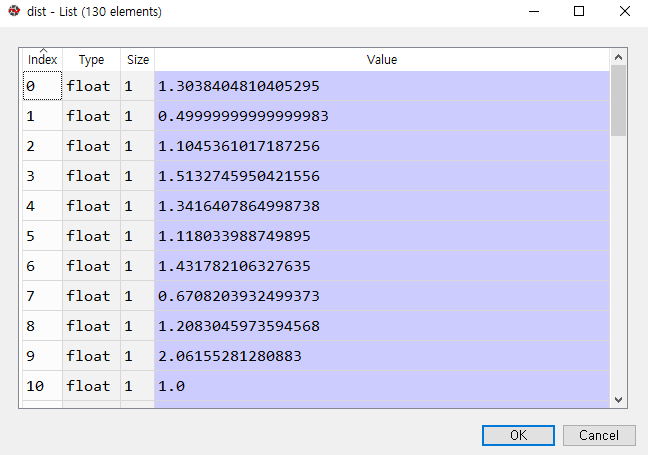 dist - List (130 elements)
Index Type Size Value
0 float 1 1.3038404810405295
1 float 1 0.49999999999999983
2 float 1 1.1045361017187256
3 float 1 1.5132745950421556
4 float 1 1.3416407864998738
5 float 1 1.118033988749895
6 float 1 1.431782106327635
7 float 1 0.6708203932499373
8 float 1 1.2083045973594568
9 float 1 2.06155281280883
10 float 1 1.0
OK Cancel